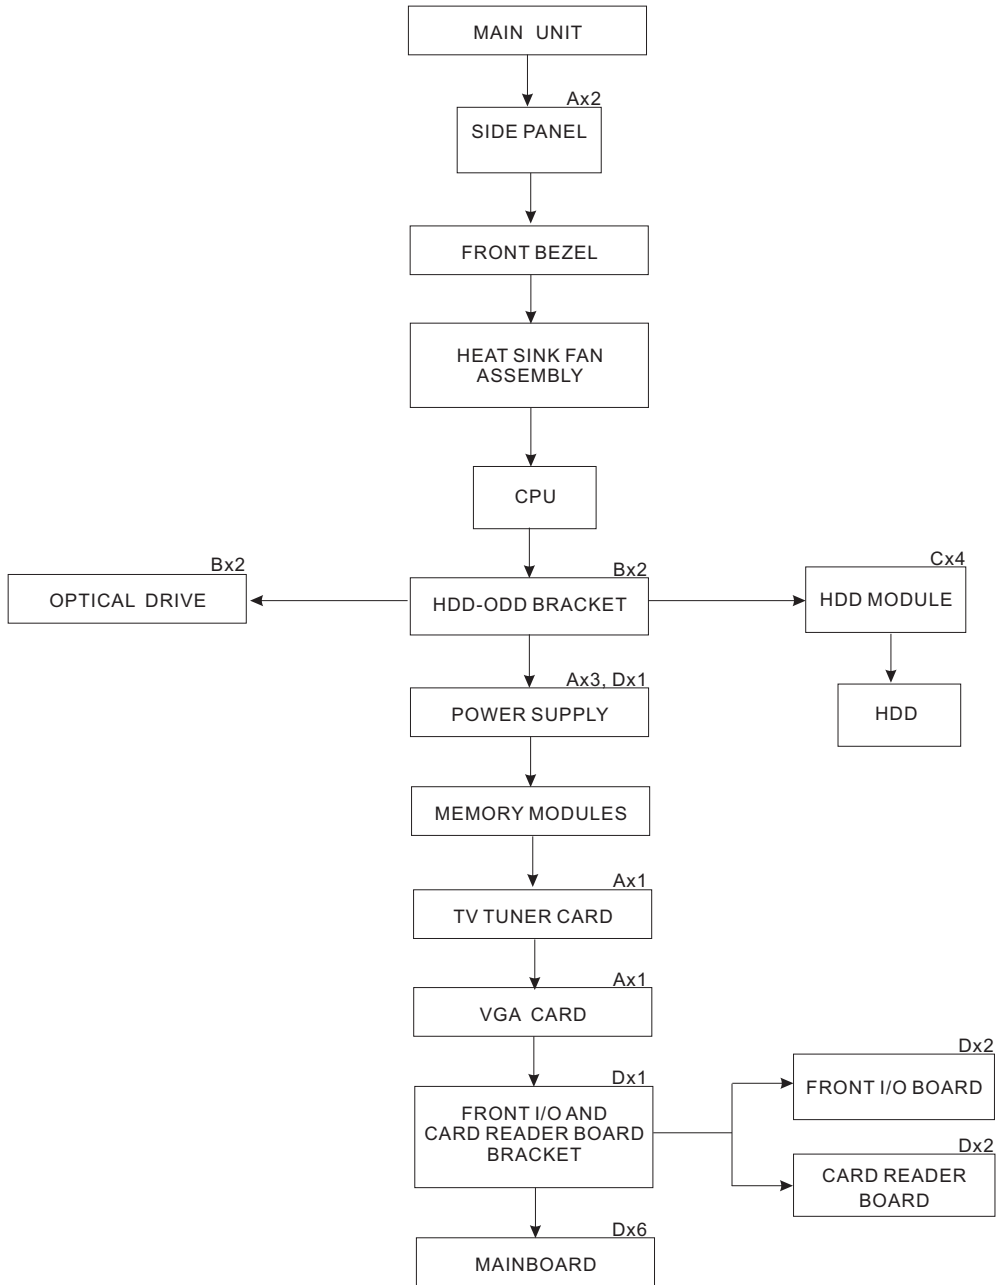 MAIN UNIT
Ax2
SIDE PANEL
FRONT BEZEL
HEAT SINK FAN
ASSEMBLY
CPU
Bx2
OPTICAL DRIVE
Bx2
HDD-ODD BRACKET
Cx4
HDD MODULE
HDD
Ax3, Dx1
POWER SUPPLY
MEMORY MODULES
Ax1
TV TUNER CARD
Ax1
VGA CARD
Dx1
FRONT I/O AND
CARD READER BOARD
BRACKET
Dx2
FRONT I/O BOARD
Dx2
CARD READER
BOARD
Dx6
MAINBOARD